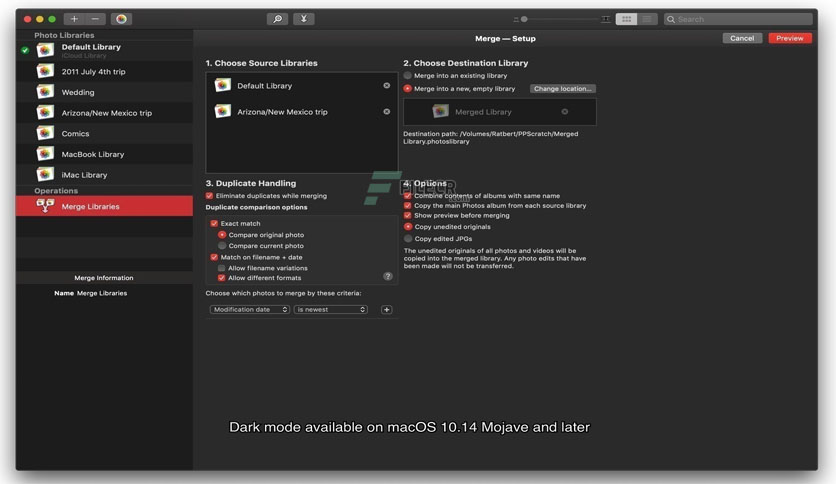 Search
Photo Libraries
Merge — Setup
Cancel
Preview
Default Library
iCloud Library
2011 July 4th trip
Wedding
Arizona/New Mexico trip
Comics
MacBook Library
iMac Library
Operations
Merge Libraries
Merge Information
Name Merge Libraries
1. Choose Source Libraries
Default Library
Arizona/New Mexico trip
2. Choose Destination Library
Merge into an existing library
Merge into a new, empty library
Change location...
Merged Library
Destination path: /Volumes/Ratbert/PPScratch/Merged
Library.photoslibrary
3. Duplicate Handling
Eliminate duplicates while merging
Duplicate comparison options
Exact match
Compare original photo
Compare current photo
Match on filename + date
Allow filename variations
Allow different formats
?
Choose which photos to merge by these criteria:
Modification date
is newest
4. Options
FILECR
.com
Combine contents of albums with same name
Copy the main Photos album from each source library
Show preview before merging
Copy unedited originals
Copy edited JPGs
The unedited originals of all photos and videos will be
copied into the merged library. Any photo edits that have
been made will not be transferred.
Dark mode available on macOS 10.14 Mojave and later